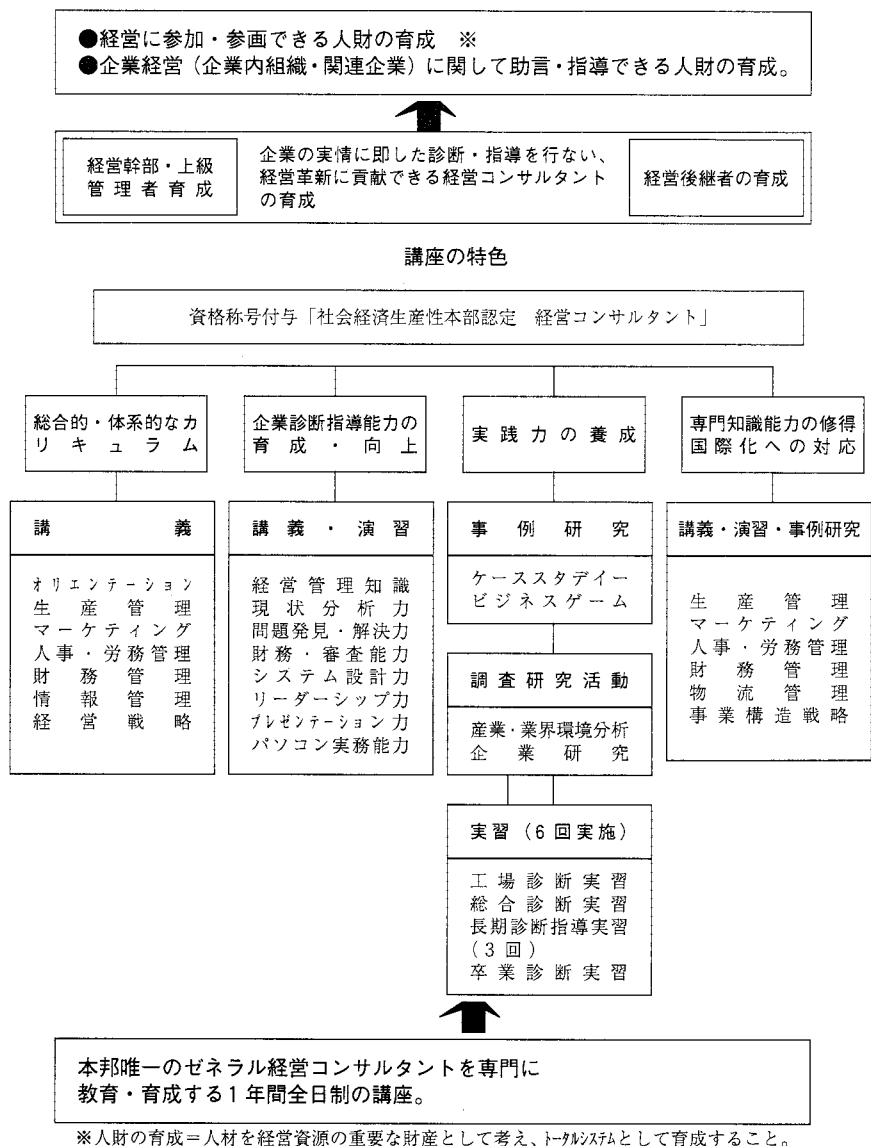 ●経営に参加・参画できる人財の育成　※
●企業経営（企業内組織・関連企業）に関して助言・指導できる人財の育成。
経営幹部・上級
管理者育成
企業の実情に即した診断・指導を行ない、
経営革新に貢献できる経営コンサルタント
の育成
経営後継者の育成
講座の特色
資格称号付与「社会経済生産性本部認定　経営コンサルタント」
総合的・体系的なカ
リキュラム
企業診断指導能力の
育成・向上
実践力の養成
専門知識能力の修得
国際化への対応
講義
オリエンテーション
生産管理
マーケティング
人事・労務管理
財務管理
情報管理
経営戦略
講義・演習
経営管理知識
現状分析力
問題発見・解決力
財務・審査能力
システム設計力
リーダーシップ力
プレゼンテーション力
パソコン実務能力
事例研究
ケーススタデイー
ビジネスゲーム
調査研究活動
産業・業界環境分析
企業研究
実習（6回実施）
工場診断実習
総合診断実習
長期診断指導実習
（3回）
卒業診断実習
講義・演習・事例研究
生産管理
マーケティング
人事・労務管理
財務管理
物流管理
事業構造戦略
本邦唯一のゼネラル経営コンサルタントを専門に
教育・育成する1年間全日制の講座。
※人財の育成＝人材を経営資源の重要な財産として考え、トータルシステムとして育成すること。